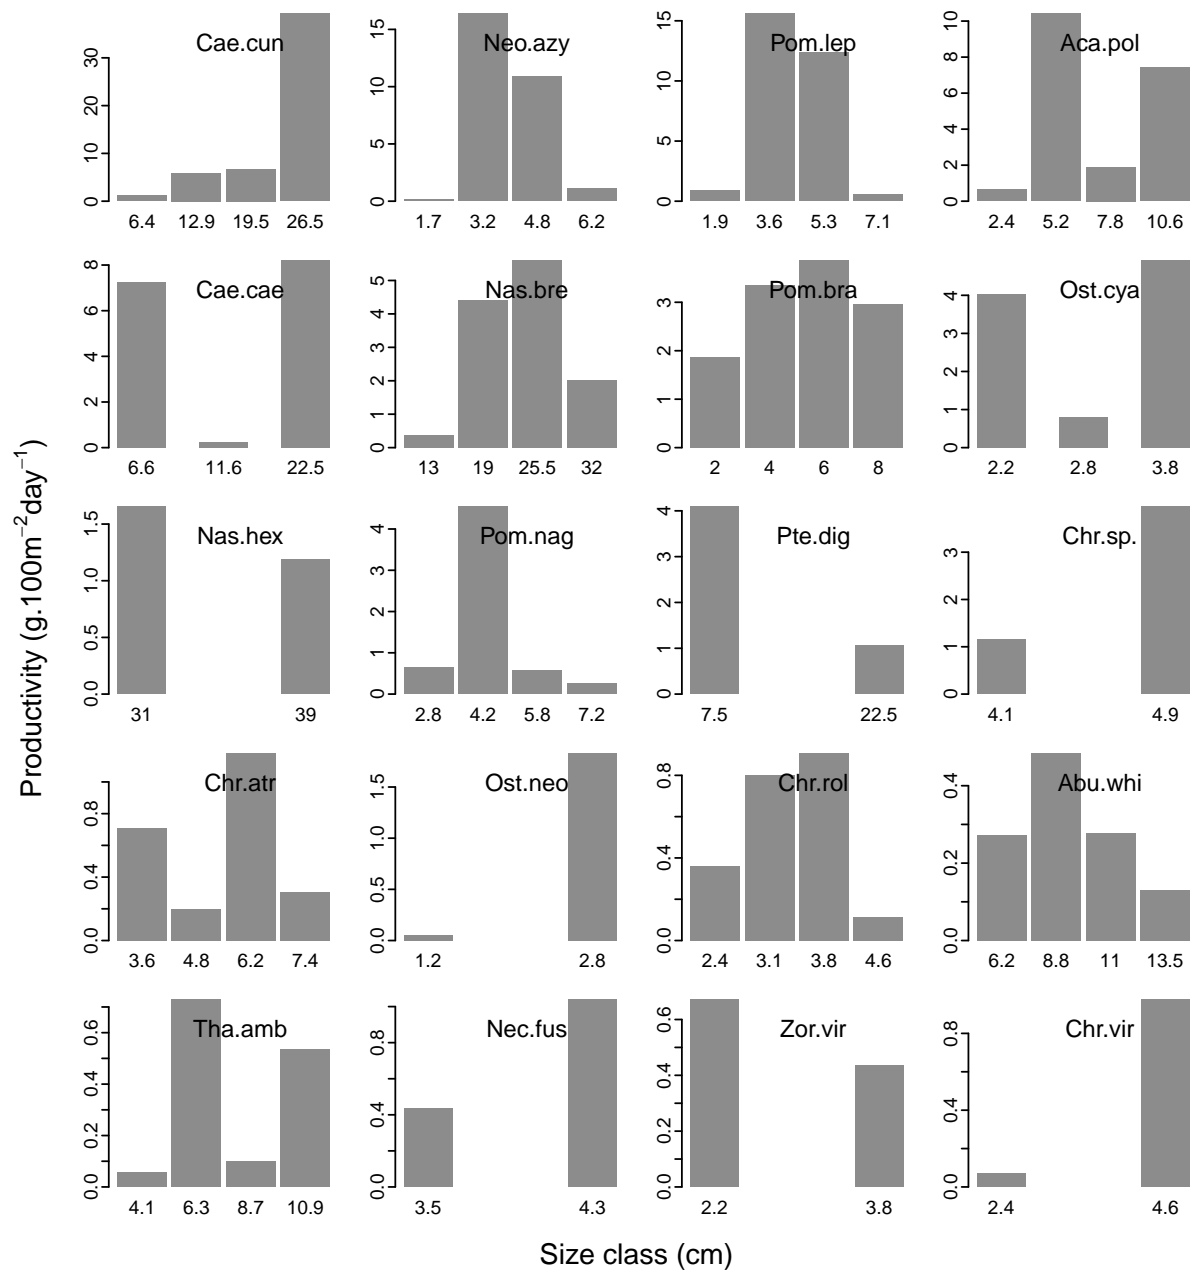 Productivity (g.100m⁻²day⁻¹)
Cae.cun
0 10 20 30
6.4 12.9 19.5 26.5
Neo.azy
0 5 10 15
1.7 3.2 4.8 6.2
Pom.lep
0 5 10 15
1.9 3.6 5.3 7.1
Aca.pol
0 2 4 6 8 10
2.4 5.2 7.8 10.6
Cae.cae
0 2 4 6 8
6.6 11.6 22.5
Nas.bre
0 1 2 3 4 5
13 19 25.5 32
Pom.bra
0 1 2 3
2 4 6 8
Ost.cya
0 1 2 3 4
2.2 2.8 3.8
Nas.hex
0.0 0.5 1.0 1.5
31 39
Pom.nag
0 1 2 3 4
2.8 4.2 5.8 7.2
Pte.dig
0 1 2 3 4
7.5 22.5
Chr.sp.
0 1 2 3
4.1 4.9
Chr.atr
0.0 0.4 0.8
3.6 4.8 6.2 7.4
Ost.neo
0.0 0.5 1.0 1.5
1.2 2.8
Chr.rol
0.0 0.4 0.8
2.4 3.1 3.8 4.6
Abu.whi
0.0 0.2 0.4
6.2 8.8 11 13.5
Tha.amb
0.0 0.2 0.4 0.6
4.1 6.3 8.7 10.9
Nec.fus
0.0 0.4 0.8
3.5 4.3
Zor.vir
0.0 0.2 0.4 0.6
2.2 3.8
Chr.vir
0.0 0.4 0.8
2.4 4.6
Size class (cm)